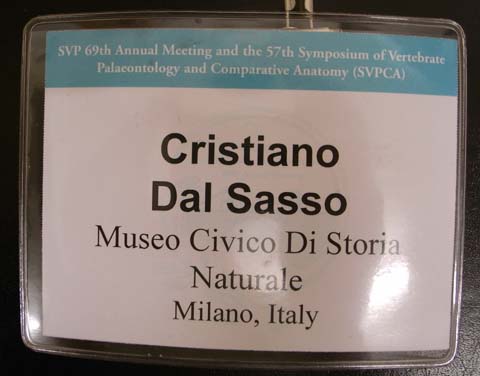 SVP 69th Annual Meeting and the 57th Symposium of Vertebrate
Palaeontology and Comparative Anatomy (SVPCA)
Cristiano
Dal Sasso
Museo Civico Di Storia
Naturale
Milano, Italy